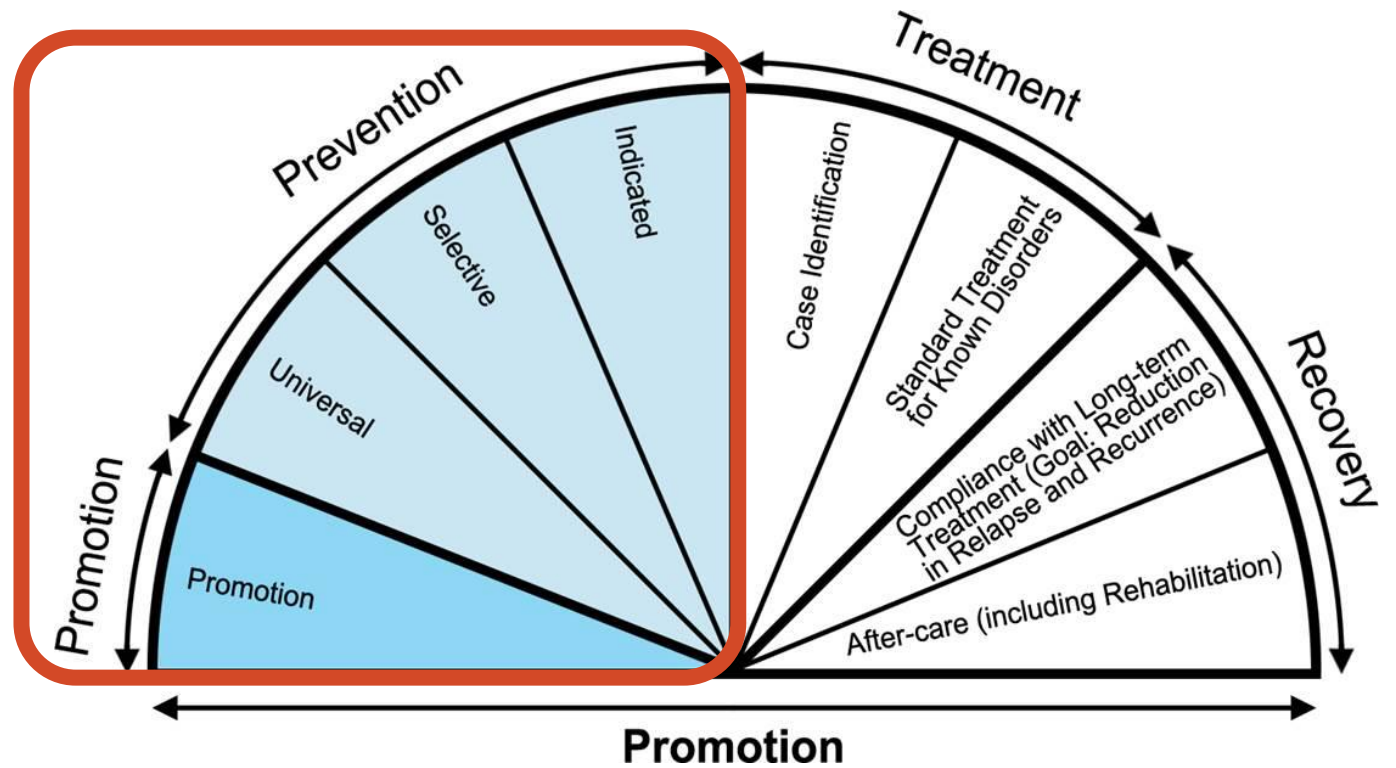 Prevention
Treatment
Recovery
Promotion
Promotion
Universal
Selective
Indicated
Case Identification
Standard Treatment
for Known Disorders
Compliance with Long-term
Treatment (Goal: Reduction
in Relapse and Recurrence)
After-care (including Rehabilitation)
Promotion